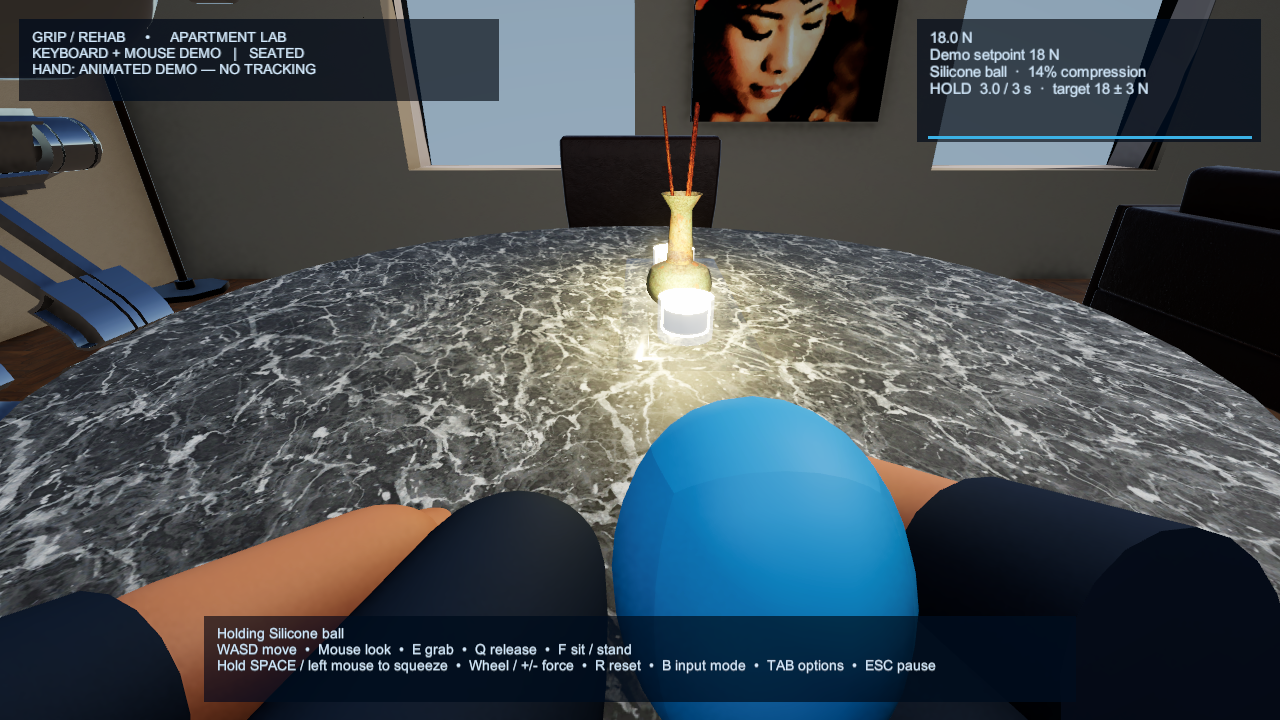 GRIP / REHAB • APARTMENT LAB
KEYBOARD + MOUSE DEMO | SEATED
HAND: ANIMATED DEMO — NO TRACKING
18.0 N
Demo setpoint 18 N
Silicone ball · 14% compression
HOLD 3.0 / 3 s · target 18 ± 3 N
Holding Silicone ball
WASD move • Mouse look • E grab • Q release • F sit / stand
Hold SPACE / left mouse to squeeze • Wheel / +/- force • R reset • B input mode • TAB options • ESC pause